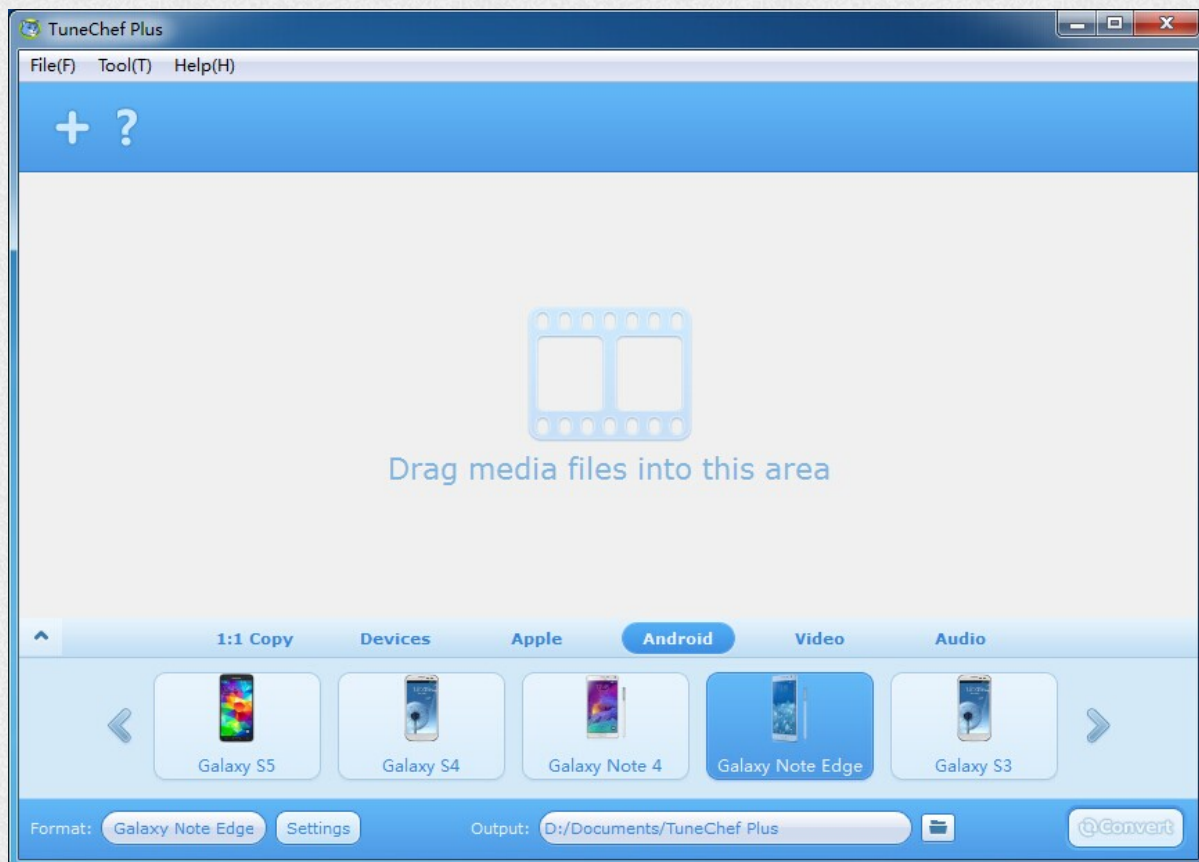 TuneChef Plus
File(F) Tool(T) Help(H)
Drag media files into this area
1:1 Copy Devices Apple Android Video Audio
Galaxy S5 Galaxy S4 Galaxy Note 4 Galaxy Note Edge Galaxy S3
Format: Galaxy Note Edge Settings Output: D:/Documents/TuneChef Plus Convert